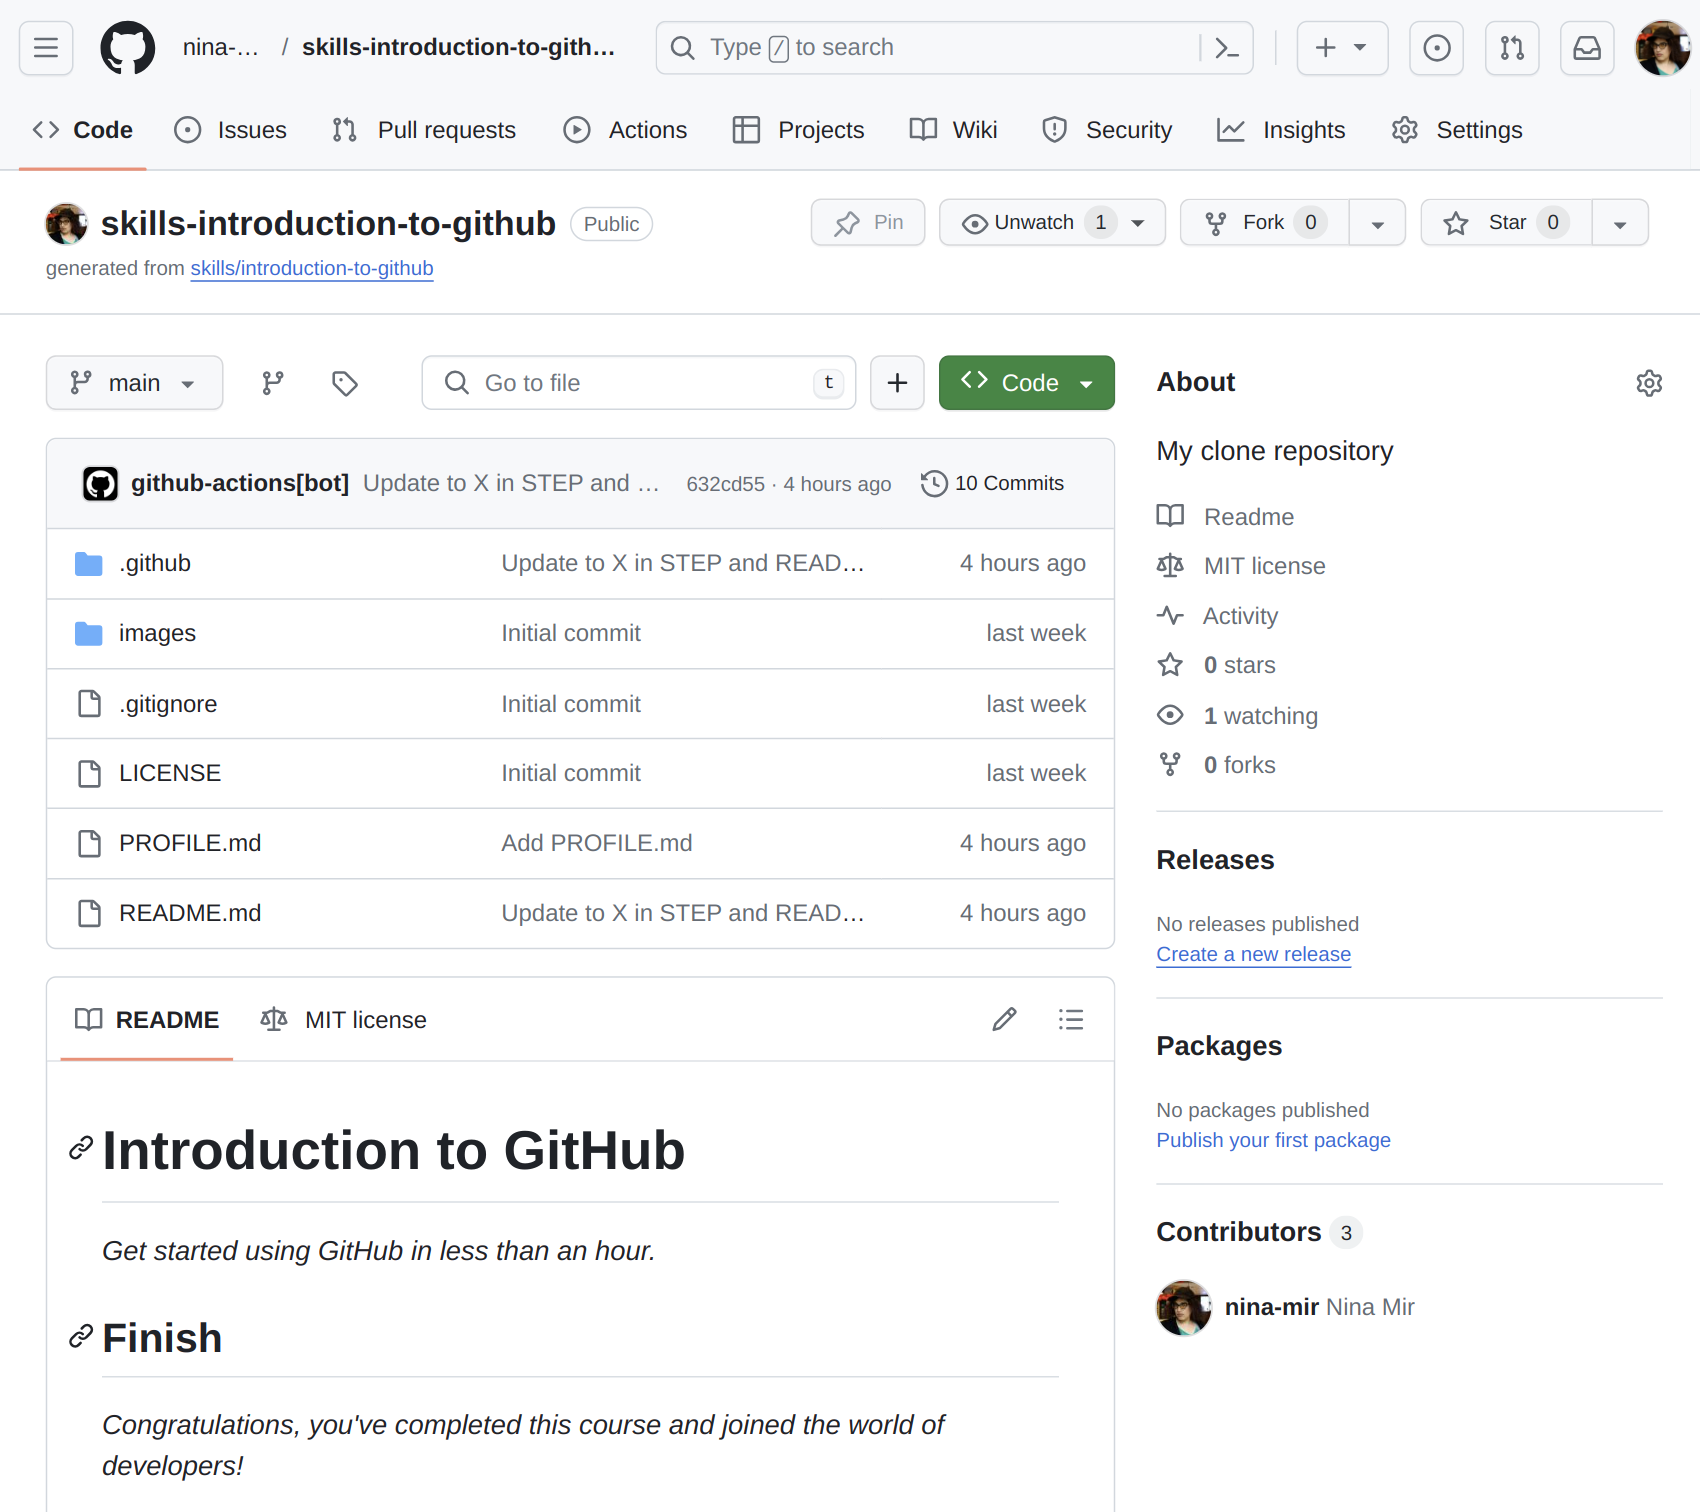 nina-... / skills-introduction-to-gith...
Type / to search
Code Issues Pull requests Actions Projects Wiki Security Insights Settings
skills-introduction-to-github Public
Pin Unwatch 1 Fork 0 Star 0
generated from skills/introduction-to-github
main Go to file t Code
github-actions[bot] Update to X in STEP and ... 632cd55 · 4 hours ago 10 Commits
.github Update to X in STEP and READ... 4 hours ago
images Initial commit last week
.gitignore Initial commit last week
LICENSE Initial commit last week
PROFILE.md Add PROFILE.md 4 hours ago
README.md Update to X in STEP and READ... 4 hours ago
README MIT license
Introduction to GitHub
Get started using GitHub in less than an hour.
Finish
Congratulations, you've completed this course and joined the world of
developers!
About
My clone repository
Readme
MIT license
Activity
0 stars
1 watching
0 forks
Releases
No releases published
Create a new release
Packages
No packages published
Publish your first package
Contributors 3
nina-mir Nina Mir